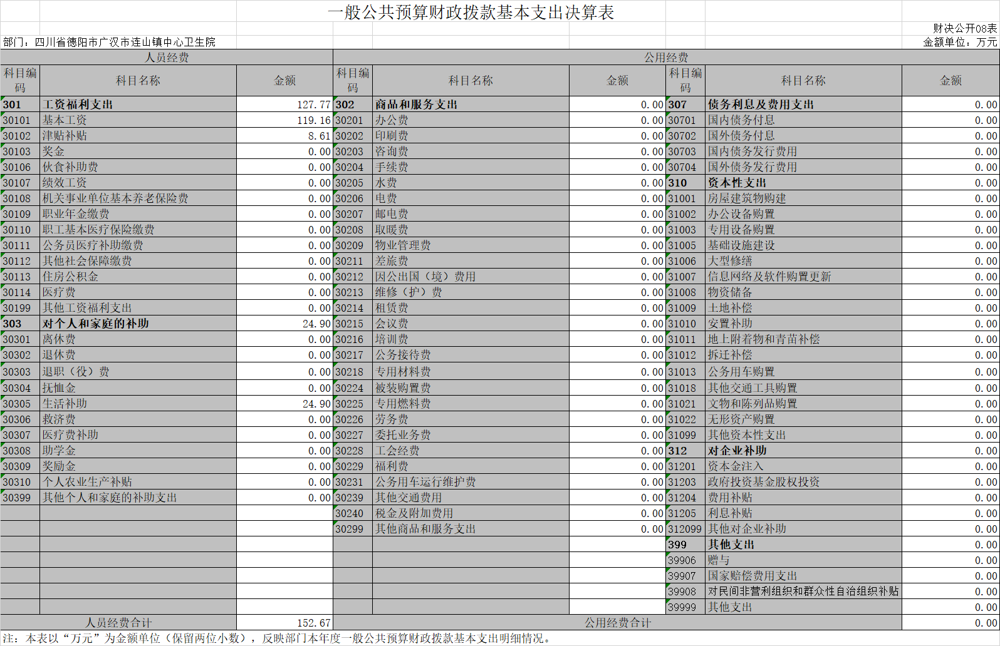 一般公共预算财政拨款基本支出决算表
财决公开08表
部门：四川省德阳市广汉市连山镇中心卫生院 金额单位：万元
人员经费 公用经费
科目编码 科目名称 金额 科目编码 科目名称 金额 科目编码 科目名称 金额
301 工资福利支出 127.77 302 商品和服务支出 0.00 307 债务利息及费用支出 0.00
30101 基本工资 119.16 30201 办公费 0.00 30701 国内债务付息 0.00
30102 津贴补贴 8.61 30202 印刷费 0.00 30702 国外债务付息 0.00
30103 奖金 0.00 30203 咨询费 0.00 30703 国内债务发行费用 0.00
30106 伙食补助费 0.00 30204 手续费 0.00 30704 国外债务发行费用 0.00
30107 绩效工资 0.00 30205 水费 0.00 310 资本性支出 0.00
30108 机关事业单位基本养老保险费 0.00 30206 电费 0.00 31001 房屋建筑物购建 0.00
30109 职业年金缴费 0.00 30207 邮电费 0.00 31002 办公设备购置 0.00
30110 职工基本医疗保险缴费 0.00 30208 取暖费 0.00 31003 专用设备购置 0.00
30111 公务员医疗补助缴费 0.00 30209 物业管理费 0.00 31005 基础设施建设 0.00
30112 其他社会保障缴费 0.00 30211 差旅费 0.00 31006 大型修缮 0.00
30113 住房公积金 0.00 30212 因公出国（境）费用 0.00 31007 信息网络及软件购置更新 0.00
30114 医疗费 0.00 30213 维修（护）费 0.00 31008 物资储备 0.00
30199 其他工资福利支出 0.00 30214 租赁费 0.00 31009 土地补偿 0.00
303 对个人和家庭的补助 24.90 30215 会议费 0.00 31010 安置补助 0.00
30301 离休费 0.00 30216 培训费 0.00 31011 地上附着物和青苗补偿 0.00
30302 退休费 0.00 30217 公务接待费 0.00 31012 拆迁补偿 0.00
30303 退职（役）费 0.00 30218 专用材料费 0.00 31013 公务用车购置 0.00
30304 抚恤金 0.00 30224 被装购置费 0.00 31018 其他交通工具购置 0.00
30305 生活补助 24.90 30225 专用燃料费 0.00 31021 文物和陈列品购置 0.00
30306 救济费 0.00 30226 劳务费 0.00 31022 无形资产购置 0.00
30307 医疗费补助 0.00 30227 委托业务费 0.00 31099 其他资本性支出 0.00
30308 助学金 0.00 30228 工会经费 0.00 312 对企业补助 0.00
30309 奖励金 0.00 30229 福利费 0.00 31201 资本金注入 0.00
30310 个人农业生产补贴 0.00 30231 公务用车运行维护费 0.00 31203 政府投资基金股权投资 0.00
30399 其他个人和家庭的补助支出 0.00 30239 其他交通费用 0.00 31204 费用补贴 0.00
30240 税金及附加费用 0.00 31205 利息补贴 0.00
30299 其他商品和服务支出 0.00 312099 其他对企业补助 0.00
399 其他支出 0.00
39906 赠与 0.00
39907 国家赔偿费用支出 0.00
39908 对民间非营利组织和群众性自治组织补贴 0.00
39999 其他支出 0.00
人员经费合计 152.67 公用经费合计 0.00
注：本表以“万元”为金额单位（保留两位小数），反映部门本年度一般公共预算财政拨款基本支出明细情况。